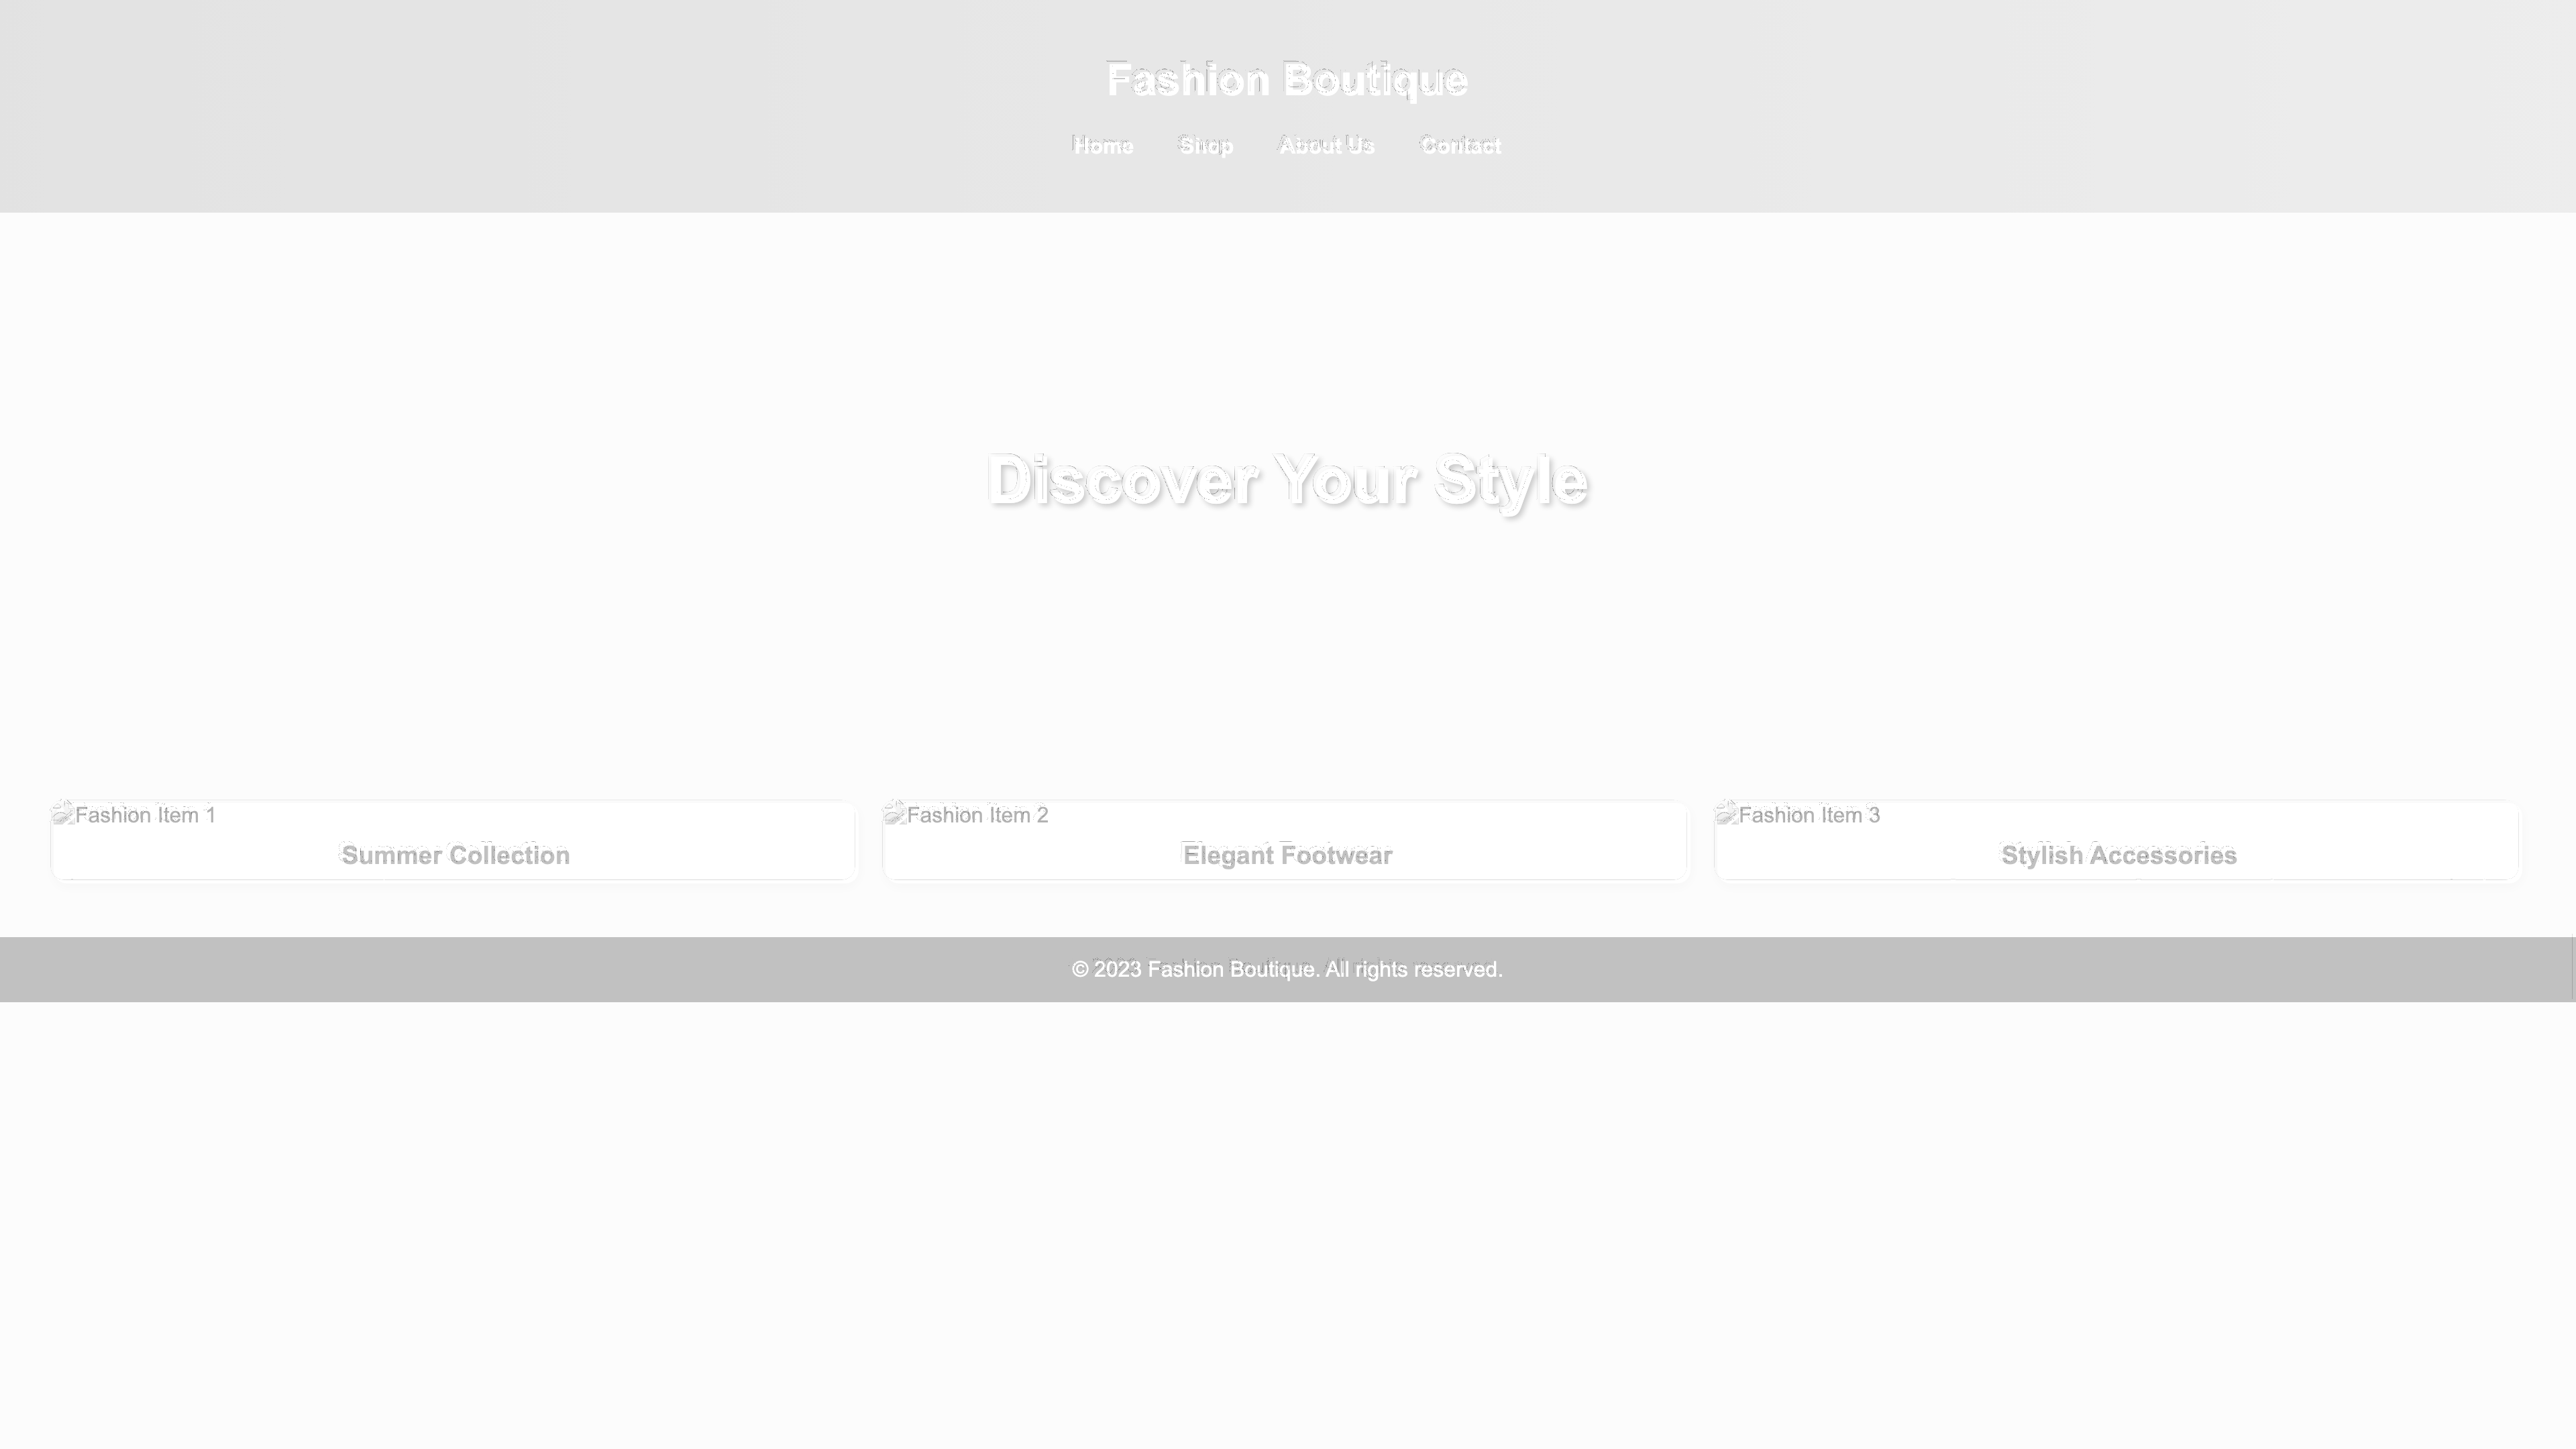 Fashion Boutique
Home Shop About Us Contact
Discover Your Style
Fashion Item 1 Fashion Item 2 Fashion Item 3
Summer Collection Elegant Footwear Stylish Accessories
© 2023 Fashion Boutique. All rights reserved.